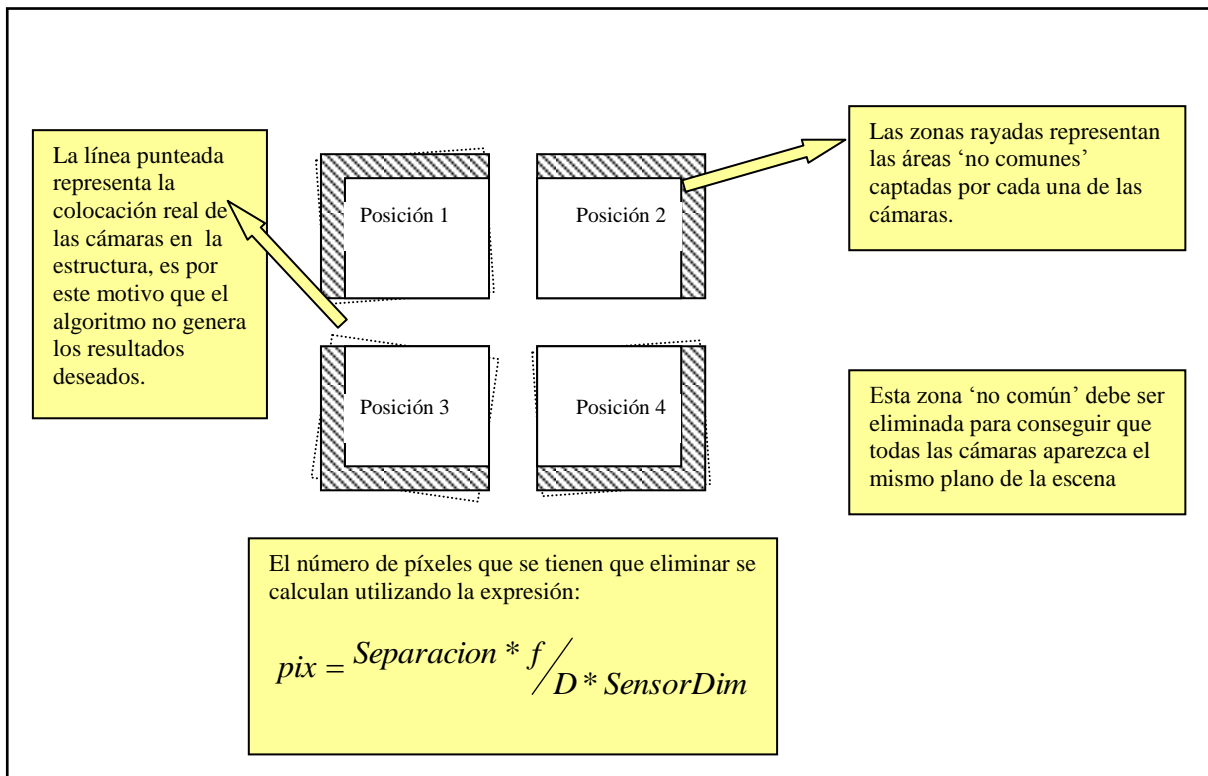 La línea punteada
representa la
colocación real de
las cámaras en la
estructura, es por
este motivo que el
algoritmo no genera
los resultados
deseados.
Posición 1
Posición 2
Las zonas rayadas representan
las áreas ‘no comunes’
captadas por cada una de las
cámaras.
Posición 3
Posición 4
Esta zona ‘no común’ debe ser
eliminada para conseguir que
todas las cámaras aparezca el
mismo plano de la escena
El número de píxeles que se tienen que eliminar se
calculan utilizando la expresión:
pix = Separacion * f / D * SensorDim